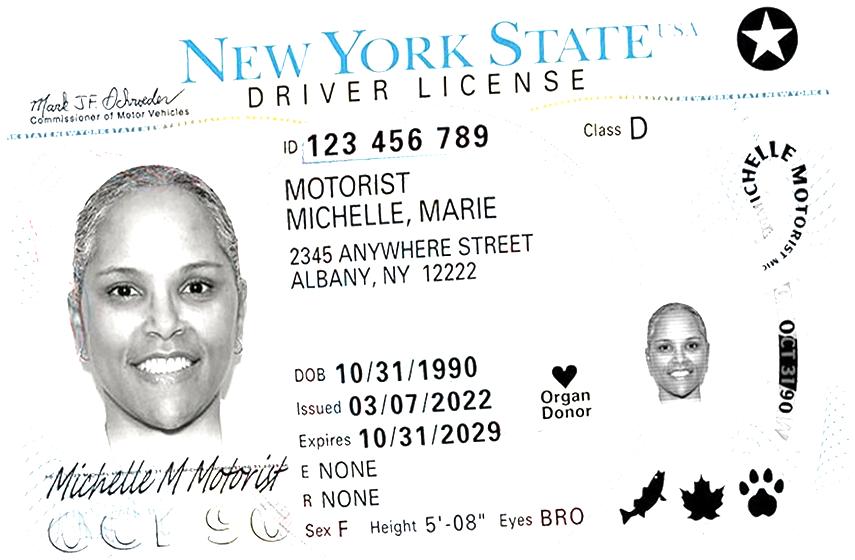 NEW YORK STATE USA
DRIVER LICENSE
Mark J.F. Schroeder
Commissioner of Motor Vehicles
ID 123 456 789
Class D
MOTORIST
MICHELLE, MARIE
2345 ANYWHERE STREET
ALBANY, NY 12222
MICHELLE MOTORIST MIC
DOB 10/31/1990
Issued 03/07/2022
Expires 10/31/2029
Organ
Donor
OCT 31/90
E NONE
R NONE
Sex F Height 5'-08" Eyes BRO
Michelle M Motorist
OCT 90